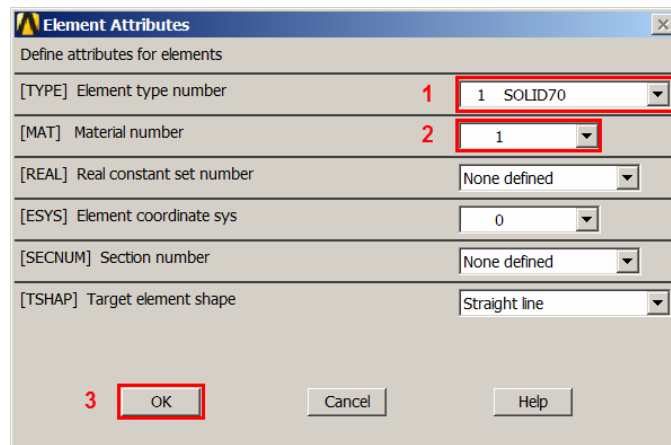 Element Attributes
Define attributes for elements
[TYPE] Element type number 1 1 SOLID70
[MAT] Material number 2 1
[REAL] Real constant set number None defined
[ESYS] Element coordinate sys 0
[SECNUM] Section number None defined
[TSHAP] Target element shape Straight line
3 OK Cancel Help